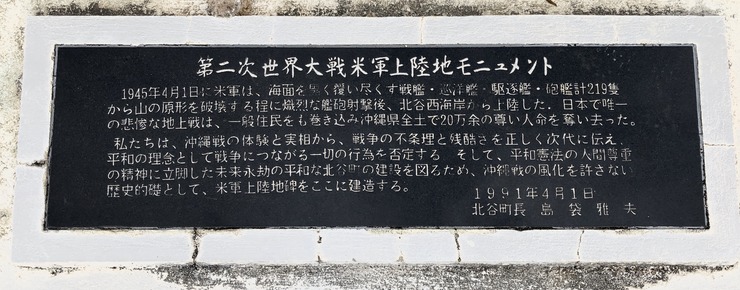 第二次世界大戦米軍上陸地モニュメント
1945年4月1日に米軍は、海面を黒く覆い尽くす戦艦・巡洋艦・駆逐艦・砲艦計219隻
から山の原形を破壊する程に熾烈な艦砲射撃後、北谷西海岸から上陸した。日本で唯一
の悲惨な地上戦は、一般住民をも巻き込み沖縄県全土で20万余の尊い人命を奪い去った。
私たちは、沖縄戦の体験と実相から、戦争の不条理と残酷さを正しく次代に伝え、
平和の理念として戦争につながる一切の行為を否定する。そして、平和憲法の人間尊重
の精神に立脚した未来永劫の平和な北谷町の建設を図るため、沖縄戦の風化を許さない
歴史的礎として、米軍上陸地碑をここに建造する。
1991年4月1日
北谷町長 島袋雅夫